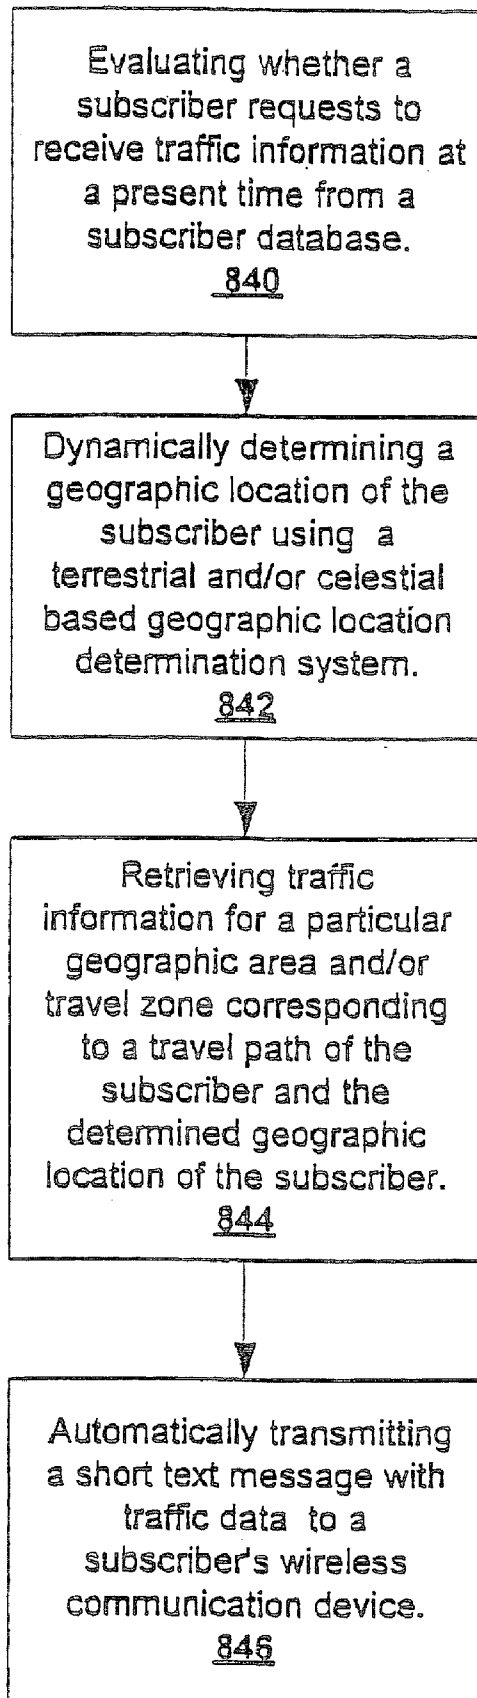 Evaluating whether a
subscriber requests to
receive traffic information at
a present time from a
subscriber database.
840
Dynamically determining a
geographic location of the
subscriber using a
terrestrial and/or celestial
based geographic location
determination system.
842
Retrieving traffic
information for a particular
geographic area and/or
travel zone corresponding
to a travel path of the
subscriber and the
determined geographic
location of the subscriber.
844
Automatically transmitting
a short text message with
traffic data to a
subscriber's wireless
communication device.
846